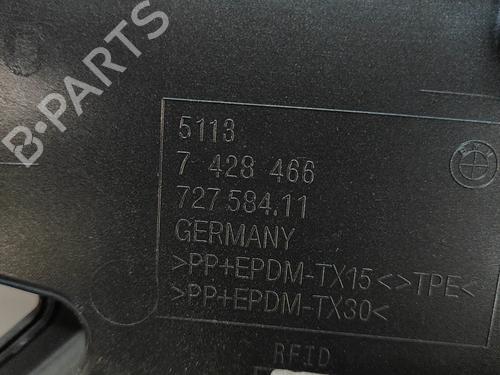 B-PARTS
5113
7 428 466
727 584.11
GERMANY
>PP+EPDM-TX15<>TPE<
>PP+EPDM-TX30<
RFID